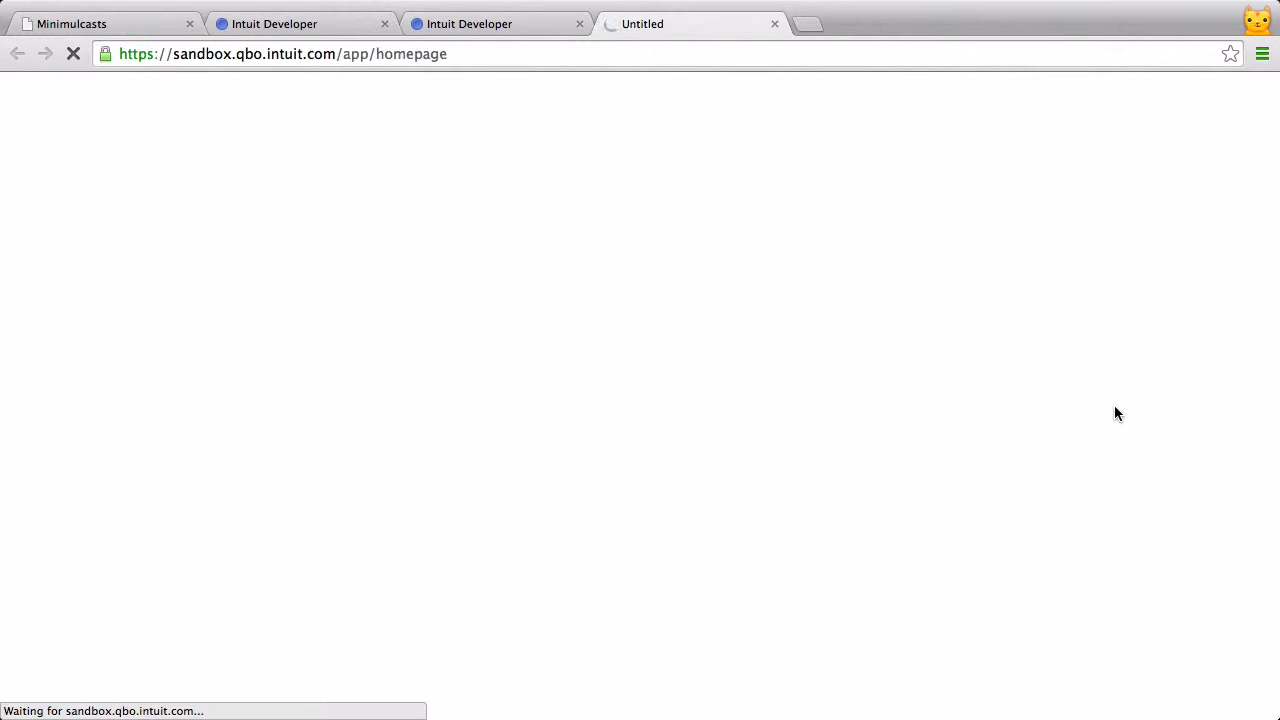 Minimulcasts
Intuit Developer
Intuit Developer
Untitled
https://sandbox.qbo.intuit.com/app/homepage
Waiting for sandbox.qbo.intuit.com...